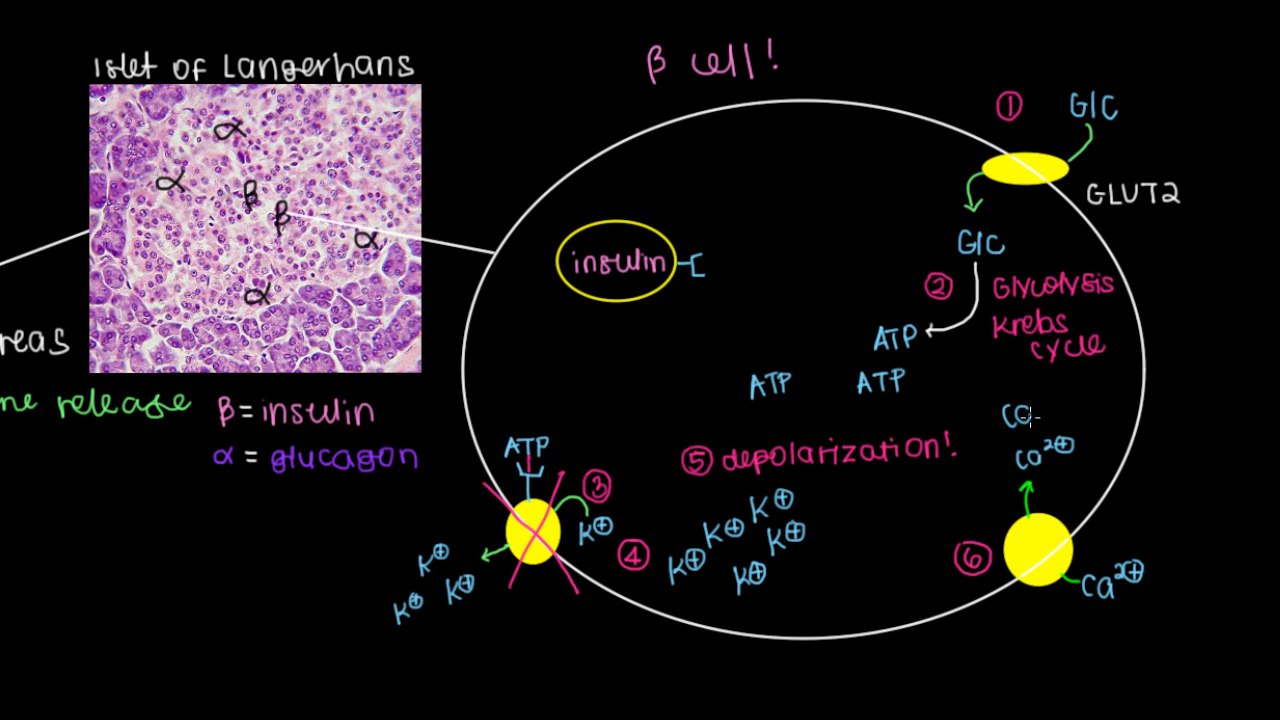 Islet of Langerhans
α
α
β
β
α
α
reas
ne release
β = insulin
α = glucagon
β cell!
① Glc
GLUT2
Glc
insulin
② Glycolysis
Krebs
cycle
ATP
ATP ATP
Ca
Ca²⊕
⑤ depolarization!
ATP
③
K⊕
④
K⊕
K⊕
K⊕
K⊕
K⊕
K⊕
K⊕
K⊕
⑥
Ca²⊕